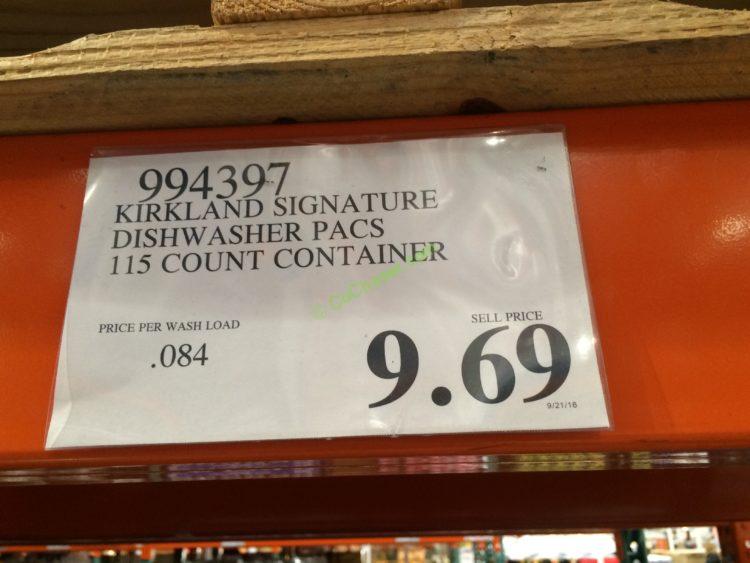 994397
KIRKLAND SIGNATURE
DISHWASHER PACS
115 COUNT CONTAINER
PRICE PER WASH LOAD
.084
SELL PRICE
9.69
9/21/16